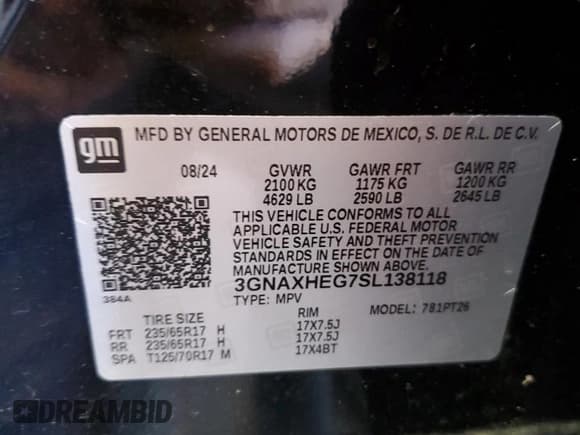 gm
MFD BY GENERAL MOTORS DE MEXICO, S. DE R.L. DE C.V.
08/24 GVWR GAWR FRT GAWR RR
2100 KG 1175 KG 1200 KG
4629 LB 2590 LB 2645 LB
THIS VEHICLE CONFORMS TO ALL
APPLICABLE U.S. FEDERAL MOTOR
VEHICLE SAFETY AND THEFT PREVENTION
STANDARDS IN EFFECT ON THE DATE OF
MANUFACTURE SHOWN ABOVE.
384A 3GNAXHEG7SL138118
TYPE: MPV MODEL: 781PT26
TIRE SIZE RIM
FRT 235/65R17 H 17X7.5J
RR 235/65R17 H 17X7.5J
SPA T125/70R17 M 17X4BT
DREAMBID